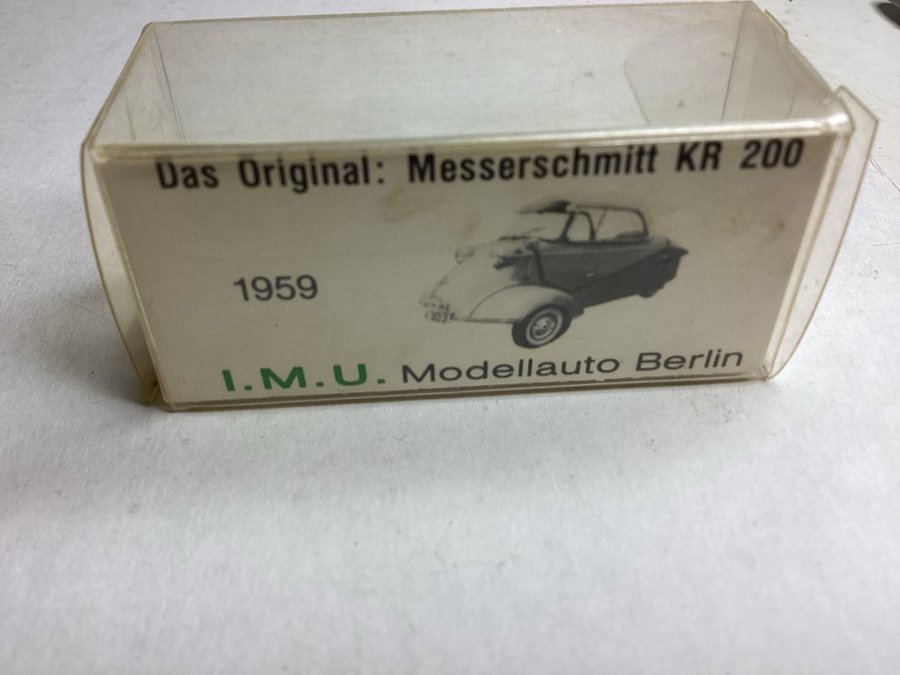 Das Original: Messerschmitt KR 200
1959
I.M.U. Modellauto Berlin